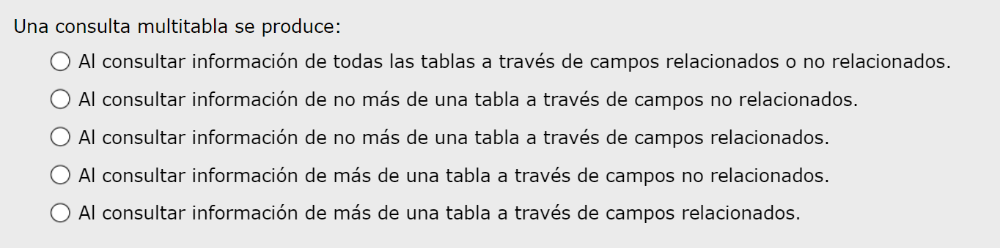 Una consulta multitabla se produce:
Al consultar información de todas las tablas a través de campos relacionados o no relacionados.
Al consultar información de no más de una tabla a través de campos no relacionados.
Al consultar información de no más de una tabla a través de campos relacionados.
Al consultar información de más de una tabla a través de campos no relacionados.
Al consultar información de más de una tabla a través de campos relacionados.